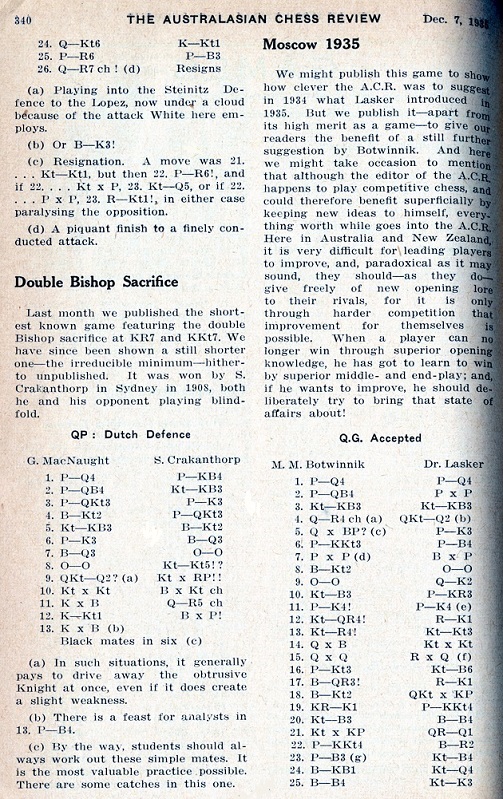 340 THE AUSTRALASIAN CHESS REVIEW Dec. 7, 193
24. Q—Kt6 K—Kt1
25. P—R6 P—B3
26. Q—R7 ch ! (d) Resigns
(a) Playing into the Steinitz De-
fence to the Lopez, now under a cloud
because of the attack White here em-
ploys.
(b) Or B—K3!
(c) Resignation. A move was 21.
. . . Kt—Kt1, but then 22. P—R6!, and
if 22. . . . Kt x P, 23. Kt—Q5, or if 22.
. . . P x P, 23. R—Kt1!, in either case
paralysing the opposition.
(d) A piquant finish to a finely con-
ducted attack.
Double Bishop Sacrifice
Last month we published the short-
est known game featuring the double
Bishop sacrifice at KR7 and KKt7. We
have since been shown a still shorter
one—the irreducible minimum—hither-
to unpublished. It was won by S.
Crakanthorp in Sydney in 1908, both
he and his opponent playing blind-
fold.
QP : Dutch Defence
G. MacNaught S. Crakanthorp
1. P—Q4 P—KB4
2. P—QB4 Kt—KB3
3. P—QKt3 P—K3
4. B—Kt2 P—QKt3
5. Kt—KB3 B—Kt2
6. P—K3 B—Q3
7. B—Q3 O—O
8. O—O Kt—Kt5!?
9. QKt—Q2? (a) Kt x RP!!
10. Kt x Kt B x Kt ch
11. K x B Q—R5 ch
12. K—Kt1 B x P!
13. K x B (b)
Black mates in six (c)
(a) In such situations, it generally
pays to drive away the obtrusive
Knight at once, even if it does create
a slight weakness.
(b) There is a feast for analysts in
13. P—B4.
(c) By the way, students should al-
ways work out these simple mates. It
is the most valuable practice possible.
There are some catches in this one.
Moscow 1935
We might publish this game to show
how clever the A.C.R. was to suggest
in 1934 what Lasker introduced in
1935. But we publish it—apart from
its high merit as a game—to give our
readers the benefit of a still further
suggestion by Botwinnik. And here
we might take occasion to mention
that although the editor of the A.C.R.
happens to play competitive chess, and
could therefore benefit superficially by
keeping new ideas to himself, every-
thing worth while goes into the A.C.R.
Here in Australia and New Zealand,
it is very difficult for leading players
to improve, and, paradoxical as it may
sound, they should—as they do—
give freely of new opening lore
to their rivals, for it is only
through harder competition that
improvement for themselves is
possible. When a player can no
longer win through superior opening
knowledge, he has got to learn to win
by superior middle- and end-play; and,
if he wants to improve, he should de-
liberately try to bring that state of
affairs about!
Q.G. Accepted
M. M. Botwinnik Dr. Lasker
1. P—Q4 P—Q4
2. P—QB4 P x P
3. Kt—KB3 Kt—KB3
4. Q—R4 ch (a) QKt—Q2 (b)
5. Q x BP? (c) P—K3
6. P—KKt3 P—B4
7. P x P (d) B x P
8. B—Kt2 O—O
9. O—O Q—K2
10. Kt—B3 P—KR3
11. P—K4! P—K4 (e)
12. Kt—QR4! R—K1
13. Kt—R4! Kt—Kt3
14. Q x B Kt x Kt
15. Q x Q R x Q (f)
16. P—Kt3 Kt—B6
17. B—QR3! R—K1
18. B—Kt2 QKt x KP
19. KR—K1 P—KKt4
20. Kt—B3 B—B4
21. Kt x KP QR—Q1
22. P—KKt4 B—R2
23. P—B3 (g) Kt—B4
24. B—KB1 Kt—Q4
25. B—B4 Kt—K3